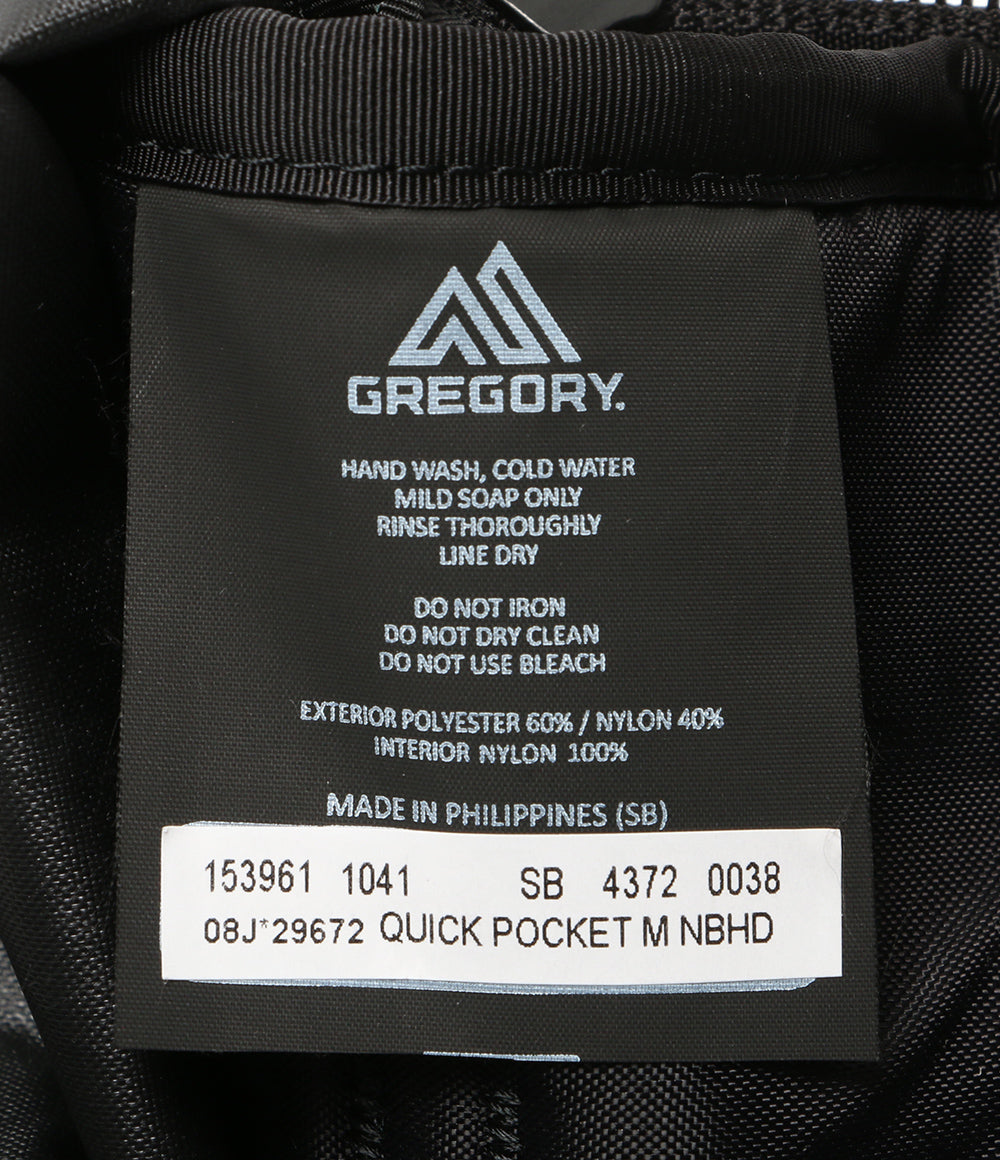 GREGORY.
HAND WASH, COLD WATER
MILD SOAP ONLY
RINSE THOROUGHLY
LINE DRY
DO NOT IRON
DO NOT DRY CLEAN
DO NOT USE BLEACH
EXTERIOR POLYESTER 60% / NYLON 40%
INTERIOR NYLON 100%
MADE IN PHILIPPINES (SB)
153961 1041 SB 4372 0038
08J*29672 QUICK POCKET M NBHD